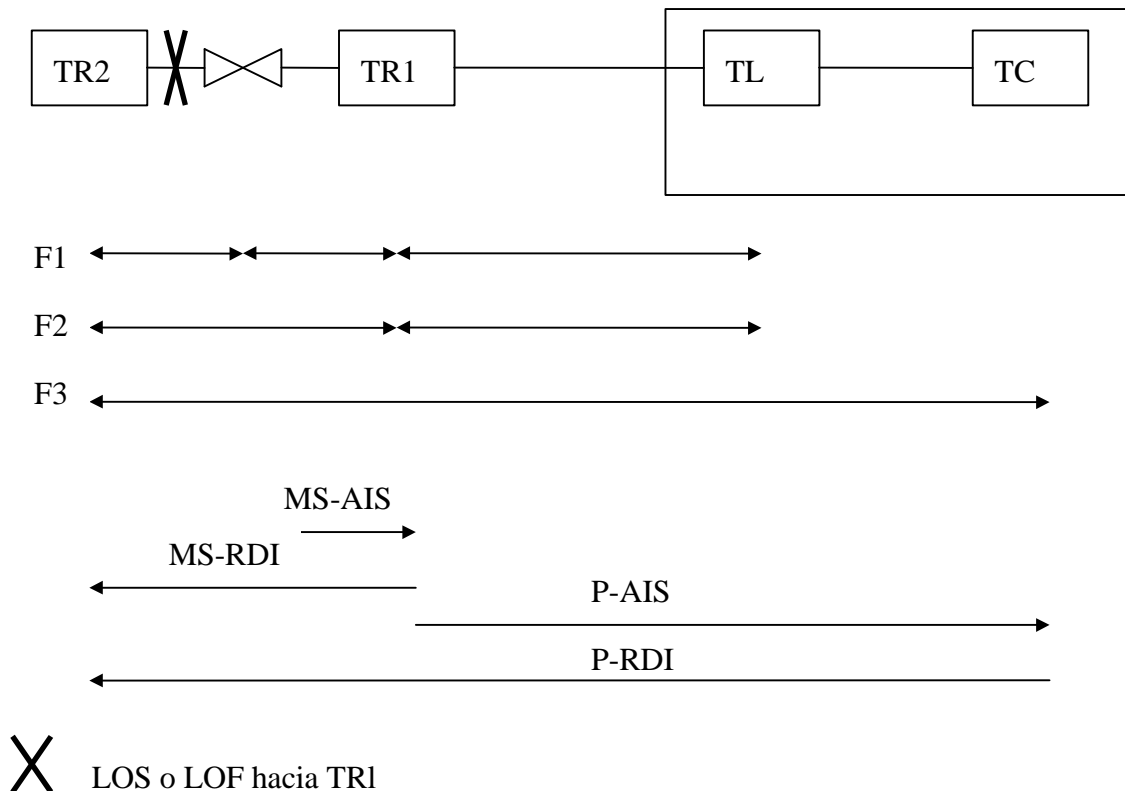 TR2 TR1 TL TC
F1
F2
F3
MS-AIS
MS-RDI
P-AIS
P-RDI
LOS o LOF hacia TRl